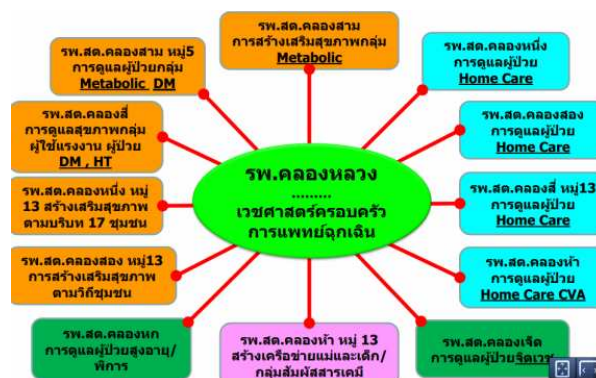 รพ.สต.คลองสาม
การสร้างเสริมสุขภาพกลุ่ม
Metabolic
รพ.สต.คลองสาม หมู่5
การดูแลผู้ป่วยกลุ่ม
Metabolic DM
รพ.สต.คลองหนึ่ง
การดูแลผู้ป่วย
Home Care
รพ.สต.คลองสี่
การดูแลสุขภาพกลุ่ม
ผู้ใช้แรงงาน ผู้ป่วย
DM , HT
รพ.สต.คลองสอง
การดูแลผู้ป่วย
Home Care
รพ.คลองหลวง
.........
เวชศาสตร์ครอบครัว
การแพทย์ฉุกเฉิน
รพ.สต.คลองหนึ่ง หมู่
13 สร้างเสริมสุขภาพ
ตามบริบท 17 ชุมชน
รพ.สต.คลองสี่ หมู่13
การดูแลผู้ป่วย
Home Care
รพ.สต.คลองสอง หมู่13
การสร้างเสริมสุขภาพ
ตามวิถีชุมชน
รพ.สต.คลองห้า
การดูแลผู้ป่วย
Home Care CVA
รพ.สต.คลองหก
การดูแลผู้ป่วยสูงอายุ/
พิการ
รพ.สต.คลองห้า หมู่ 13
สร้างเครือข่ายแม่และเด็ก/
กลุ่มสัมผัสสารเคมี
รพ.สต.คลองเจ็ด
การดูแลผู้ป่วยจิตเวช